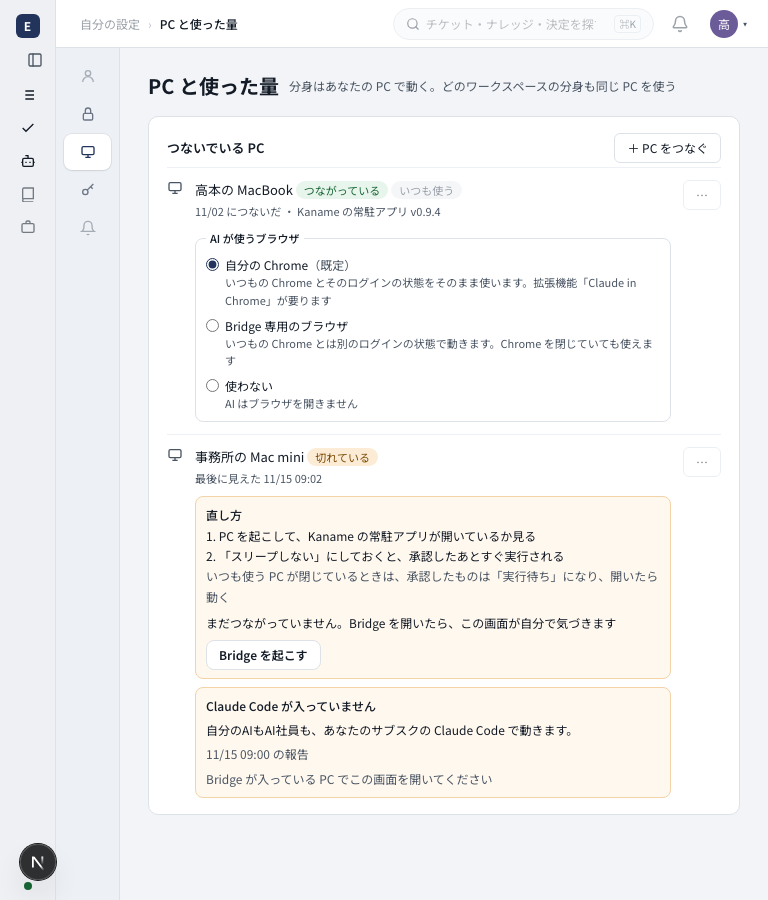 E
自分の設定 › PC と使った量
チケット・ナレッジ・決定を探す
⌘K
高
PC と使った量
分身はあなたの PC で動く。どのワークスペースの分身も同じ PC を使う
つないでいる PC
＋ PC をつなぐ
高本の MacBook つながっている いつも使う
…
11/02 につないだ ・ Kaname の常駐アプリ v0.9.4
AI が使うブラウザ
自分の Chrome（既定）
いつもの Chrome とそのログインの状態をそのまま使います。拡張機能「Claude in
Chrome」が要ります
Bridge 専用のブラウザ
いつもの Chrome とは別のログインの状態で動きます。Chrome を閉じていても使えま
す
使わない
AI はブラウザを開きません
事務所の Mac mini 切れている
…
最後に見えた 11/15 09:02
直し方
1. PC を起こして、Kaname の常駐アプリが開いているか見る
2. 「スリープしない」にしておくと、承認したあとすぐ実行される
いつも使う PC が閉じているときは、承認したものは「実行待ち」になり、開いたら
動く
まだつながっていません。Bridge を開いたら、この画面が自分で気づきます
Bridge を起こす
Claude Code が入っていません
自分のAIもAI社員も、あなたのサブスクの Claude Code で動きます。
11/15 09:00 の報告
Bridge が入っている PC でこの画面を開いてください
N